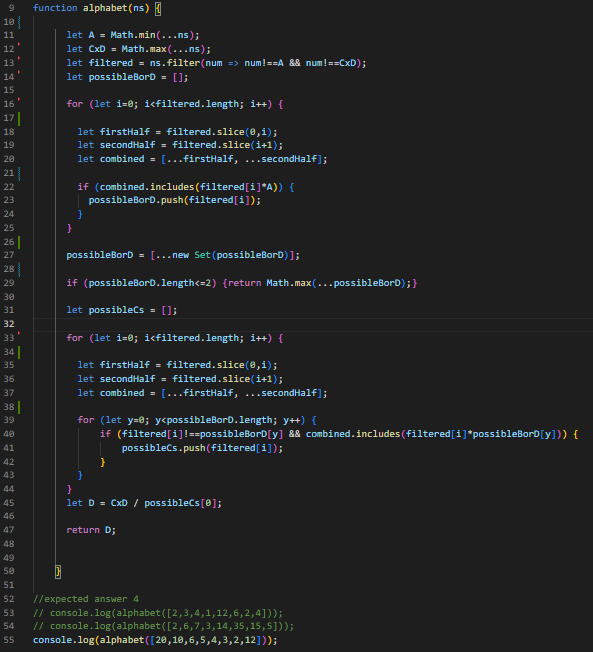 9 function alphabet(ns) {
10
11 let A = Math.min(...ns);
12 let CxD = Math.max(...ns);
13 let filtered = ns.filter(num => num!==A && num!==CxD);
14 let possibleBorD = [];
15
16 for (let i=0; i<filtered.length; i++) {
17
18 let firstHalf = filtered.slice(0,i);
19 let secondHalf = filtered.slice(i+1);
20 let combined = [...firstHalf, ...secondHalf];
21
22 if (combined.includes(filtered[i]*A)) {
23 possibleBorD.push(filtered[i]);
24 }
25 }
26
27 possibleBorD = [...new Set(possibleBorD)];
28
29 if (possibleBorD.length<=2) {return Math.max(...possibleBorD);}
30
31 let possibleCs = [];
32
33 for (let i=0; i<filtered.length; i++) {
34
35 let firstHalf = filtered.slice(0,i);
36 let secondHalf = filtered.slice(i+1);
37 let combined = [...firstHalf, ...secondHalf];
38
39 for (let y=0; y<possibleBorD.length; y++) {
40 if (filtered[i]!==possibleBorD[y] && combined.includes(filtered[i]*possibleBorD[y])) {
41 possibleCs.push(filtered[i]);
42 }
43 }
44 }
45 let D = CxD / possibleCs[0];
46
47 return D;
48
49
50 }
51
52 //expected answer 4
53 // console.log(alphabet([2,3,4,1,12,6,2,4]));
54 // console.log(alphabet([2,6,7,3,14,35,15,5]));
55 console.log(alphabet([20,10,6,5,4,3,2,12]));